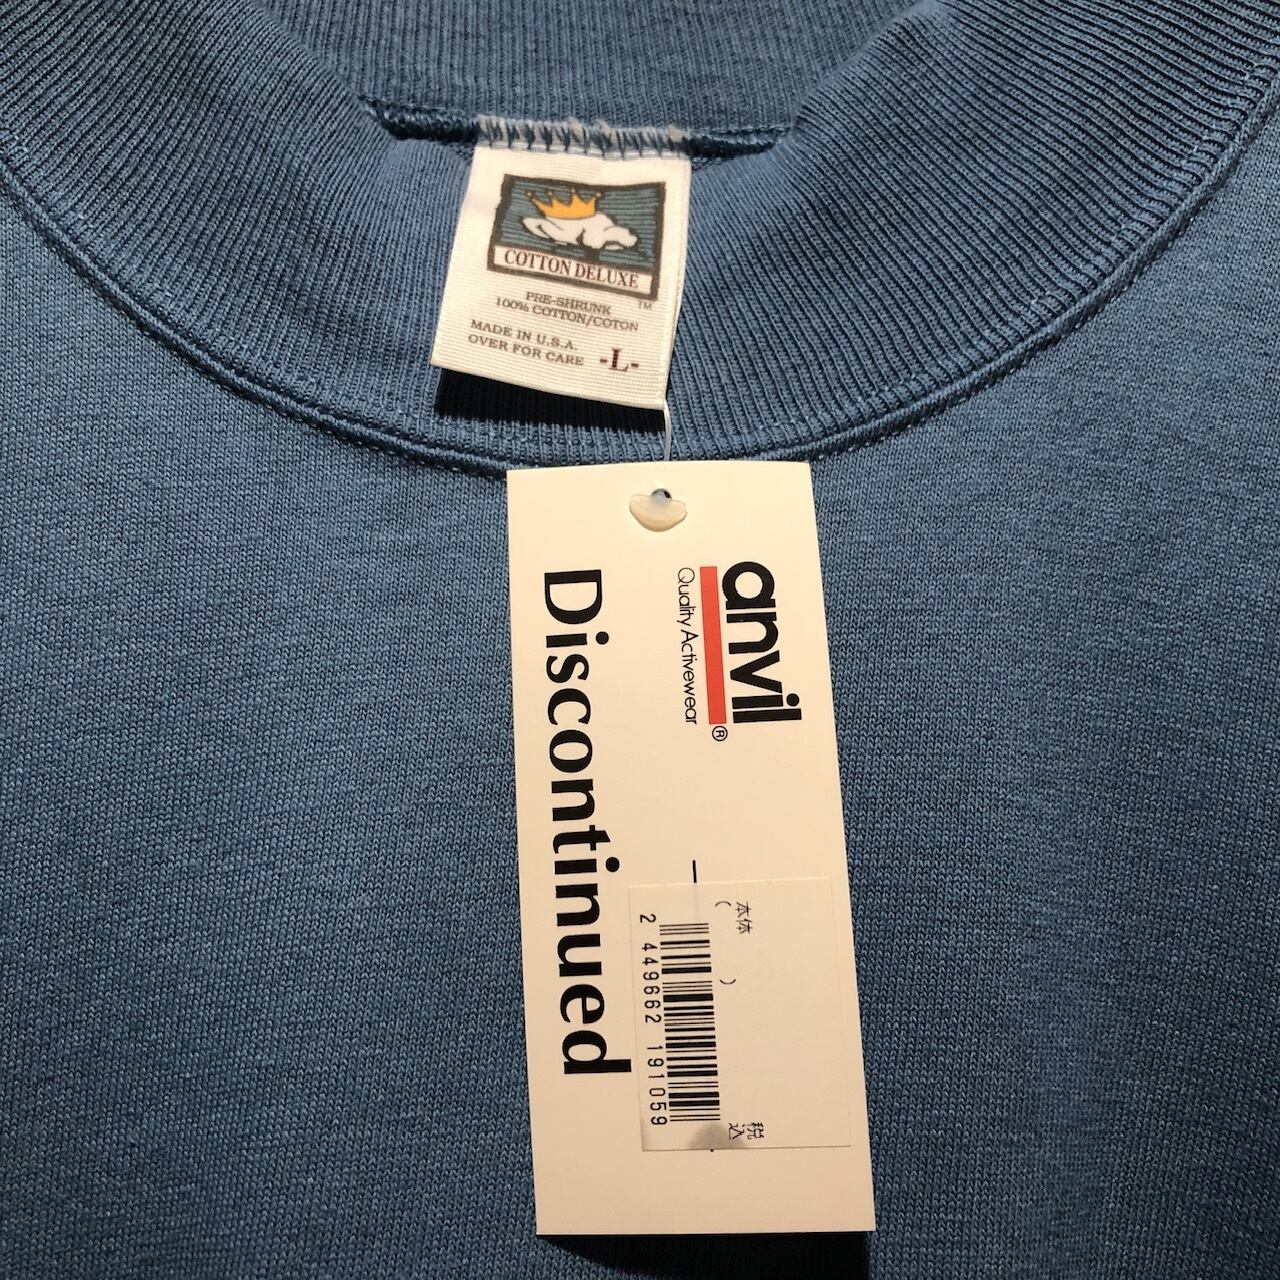 COTTON DELUXE
TM
PRE-SHRUNK
100% COTTON/COTON
MADE IN U.S.A.
OVER FOR CARE
-L-
anvil
®
Quality Activewear
Discontinued
本体
( )
税込
2 449662 191059